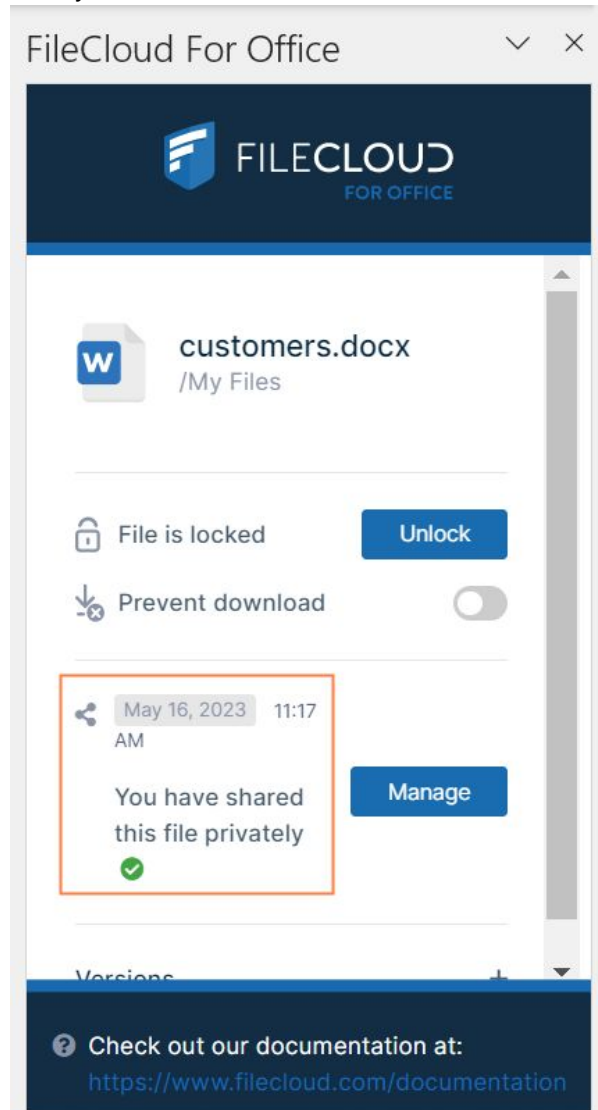 FileCloud For Office
FILECLOUD
FOR OFFICE
W
customers.docx
/My Files
File is locked
Unlock
Prevent download
May 16, 2023 11:17
AM
You have shared
this file privately
Manage
Versions
Check out our documentation at:
https://www.filecloud.com/documentation